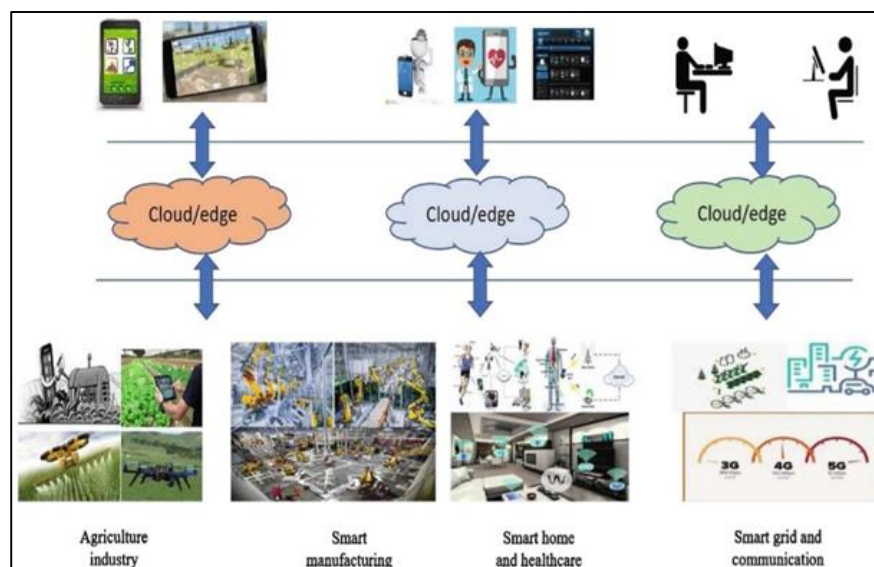 Cloud/edge
Cloud/edge
Cloud/edge
3G
4G
5G
Agriculture
industry
Smart
manufacturing
Smart home
and healthcare
Smart grid and
communication